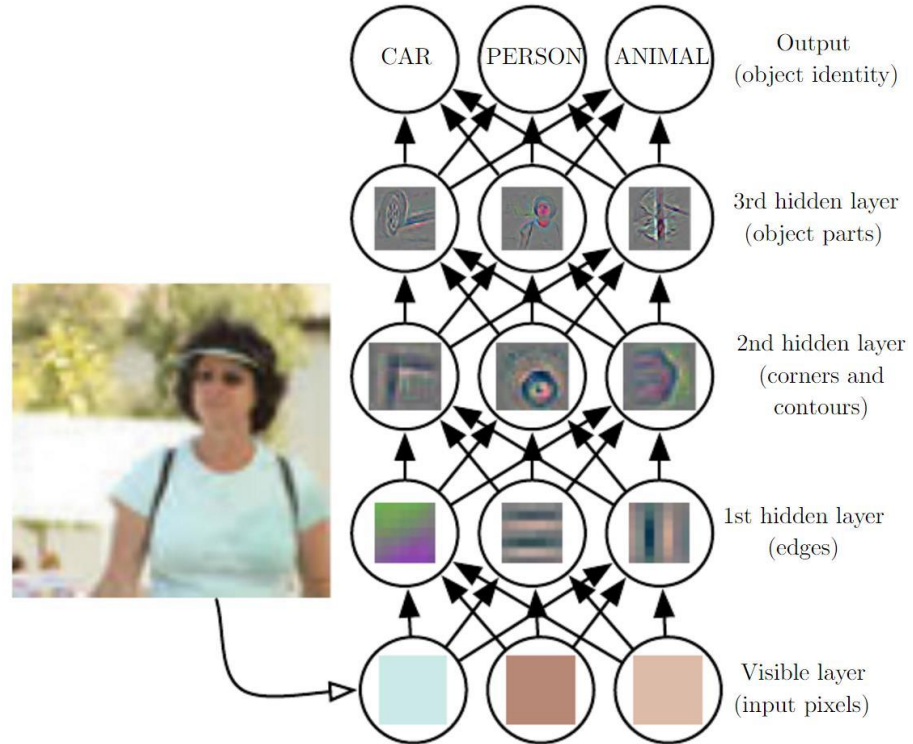 CAR PERSON ANIMAL
Output
(object identity)
3rd hidden layer
(object parts)
2nd hidden layer
(corners and
contours)
1st hidden layer
(edges)
Visible layer
(input pixels)